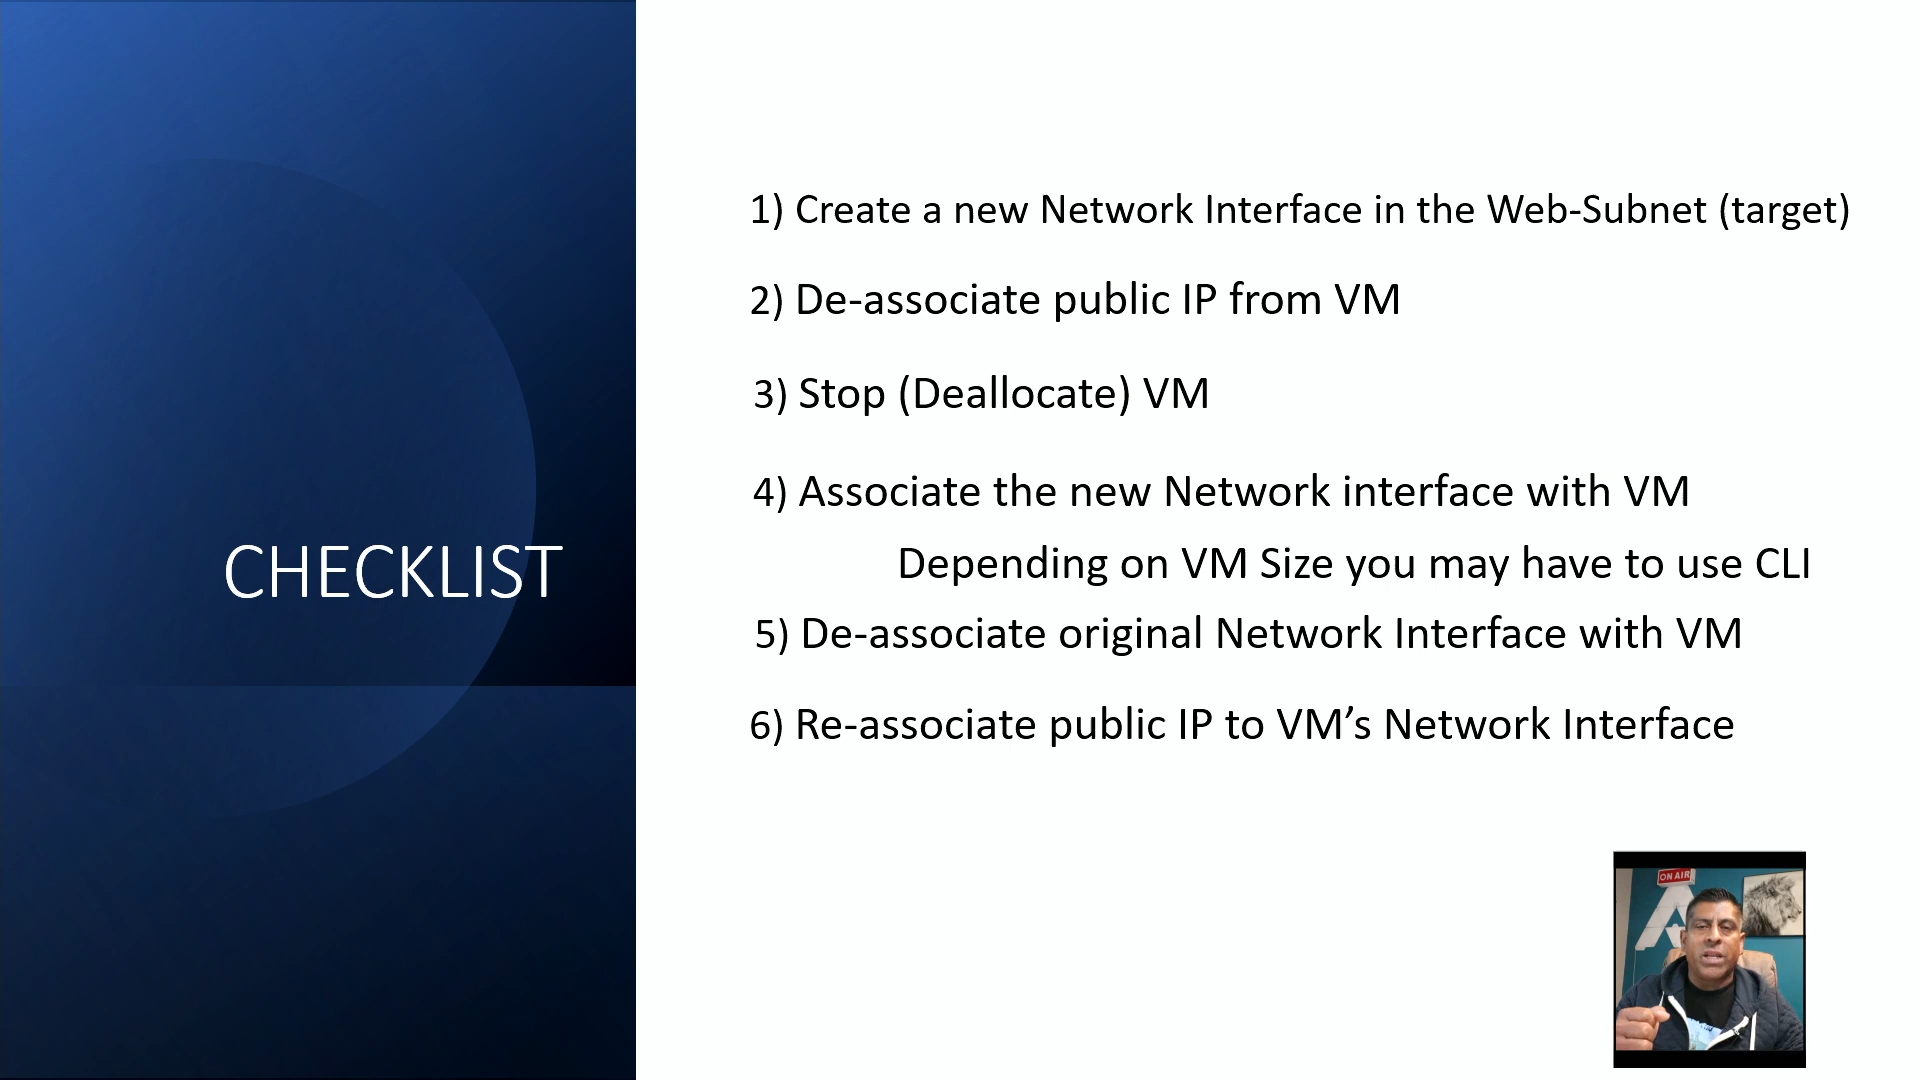 CHECKLIST
1) Create a new Network Interface in the Web-Subnet (target)
2) De-associate public IP from VM
3) Stop (Deallocate) VM
4) Associate the new Network interface with VM
Depending on VM Size you may have to use CLI
5) De-associate original Network Interface with VM
6) Re-associate public IP to VM’s Network Interface
ON AIR